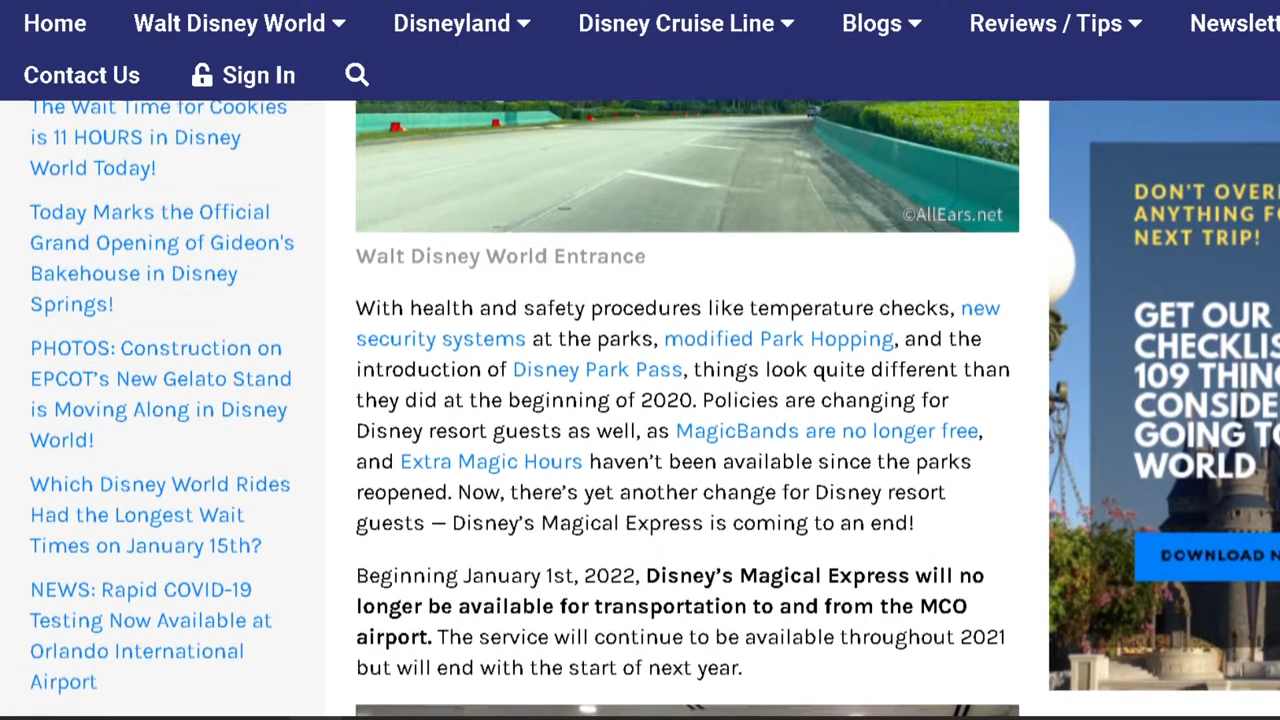 Home Walt Disney World Disneyland Disney Cruise Line Blogs Reviews / Tips Newslett
Contact Us Sign In
The Wait Time for Cookies
is 11 HOURS in Disney
World Today!
Today Marks the Official
Grand Opening of Gideon's
Bakehouse in Disney
Springs!
PHOTOS: Construction on
EPCOT's New Gelato Stand
is Moving Along in Disney
World!
Which Disney World Rides
Had the Longest Wait
Times on January 15th?
NEWS: Rapid COVID-19
Testing Now Available at
Orlando International
Airport
©AllEars.net
Walt Disney World Entrance
With health and safety procedures like temperature checks, new
security systems at the parks, modified Park Hopping, and the
introduction of Disney Park Pass, things look quite different than
they did at the beginning of 2020. Policies are changing for
Disney resort guests as well, as MagicBands are no longer free,
and Extra Magic Hours haven't been available since the parks
reopened. Now, there's yet another change for Disney resort
guests — Disney's Magical Express is coming to an end!
Beginning January 1st, 2022, Disney's Magical Express will no
longer be available for transportation to and from the MCO
airport. The service will continue to be available throughout 2021
but will end with the start of next year.
DON'T OVER
ANYTHING FO
NEXT TRIP!
GET OUR
CHECKLIS
109 THIN
CONSIDE
GOING TO
WORLD
DOWNLOAD N